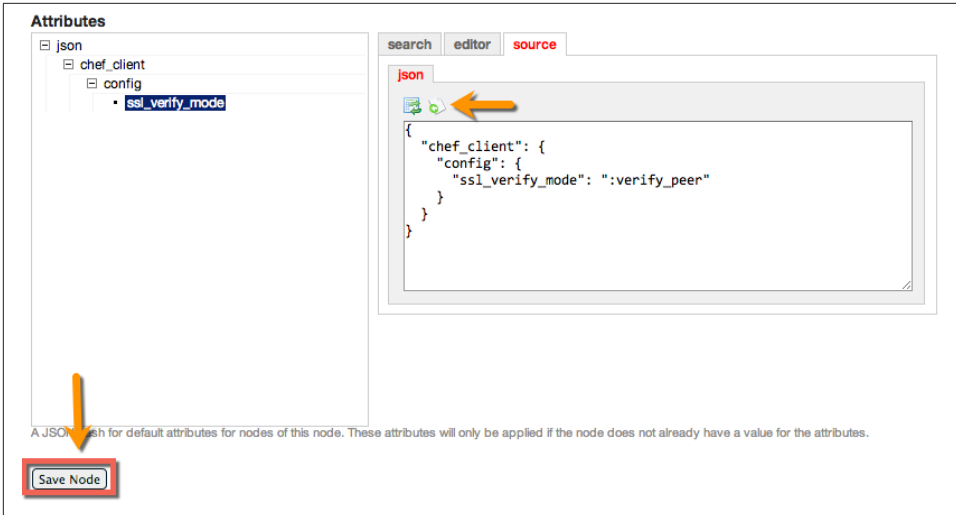 Attributes
json
chef_client
config
ssl_verify_mode
search editor source
json
{
  "chef_client": {
    "config": {
      "ssl_verify_mode": ":verify_peer"
    }
  }
}
A JSON sh for default attributes for nodes of this node. These attributes will only be applied if the node does not already have a value for the attributes.
Save Node